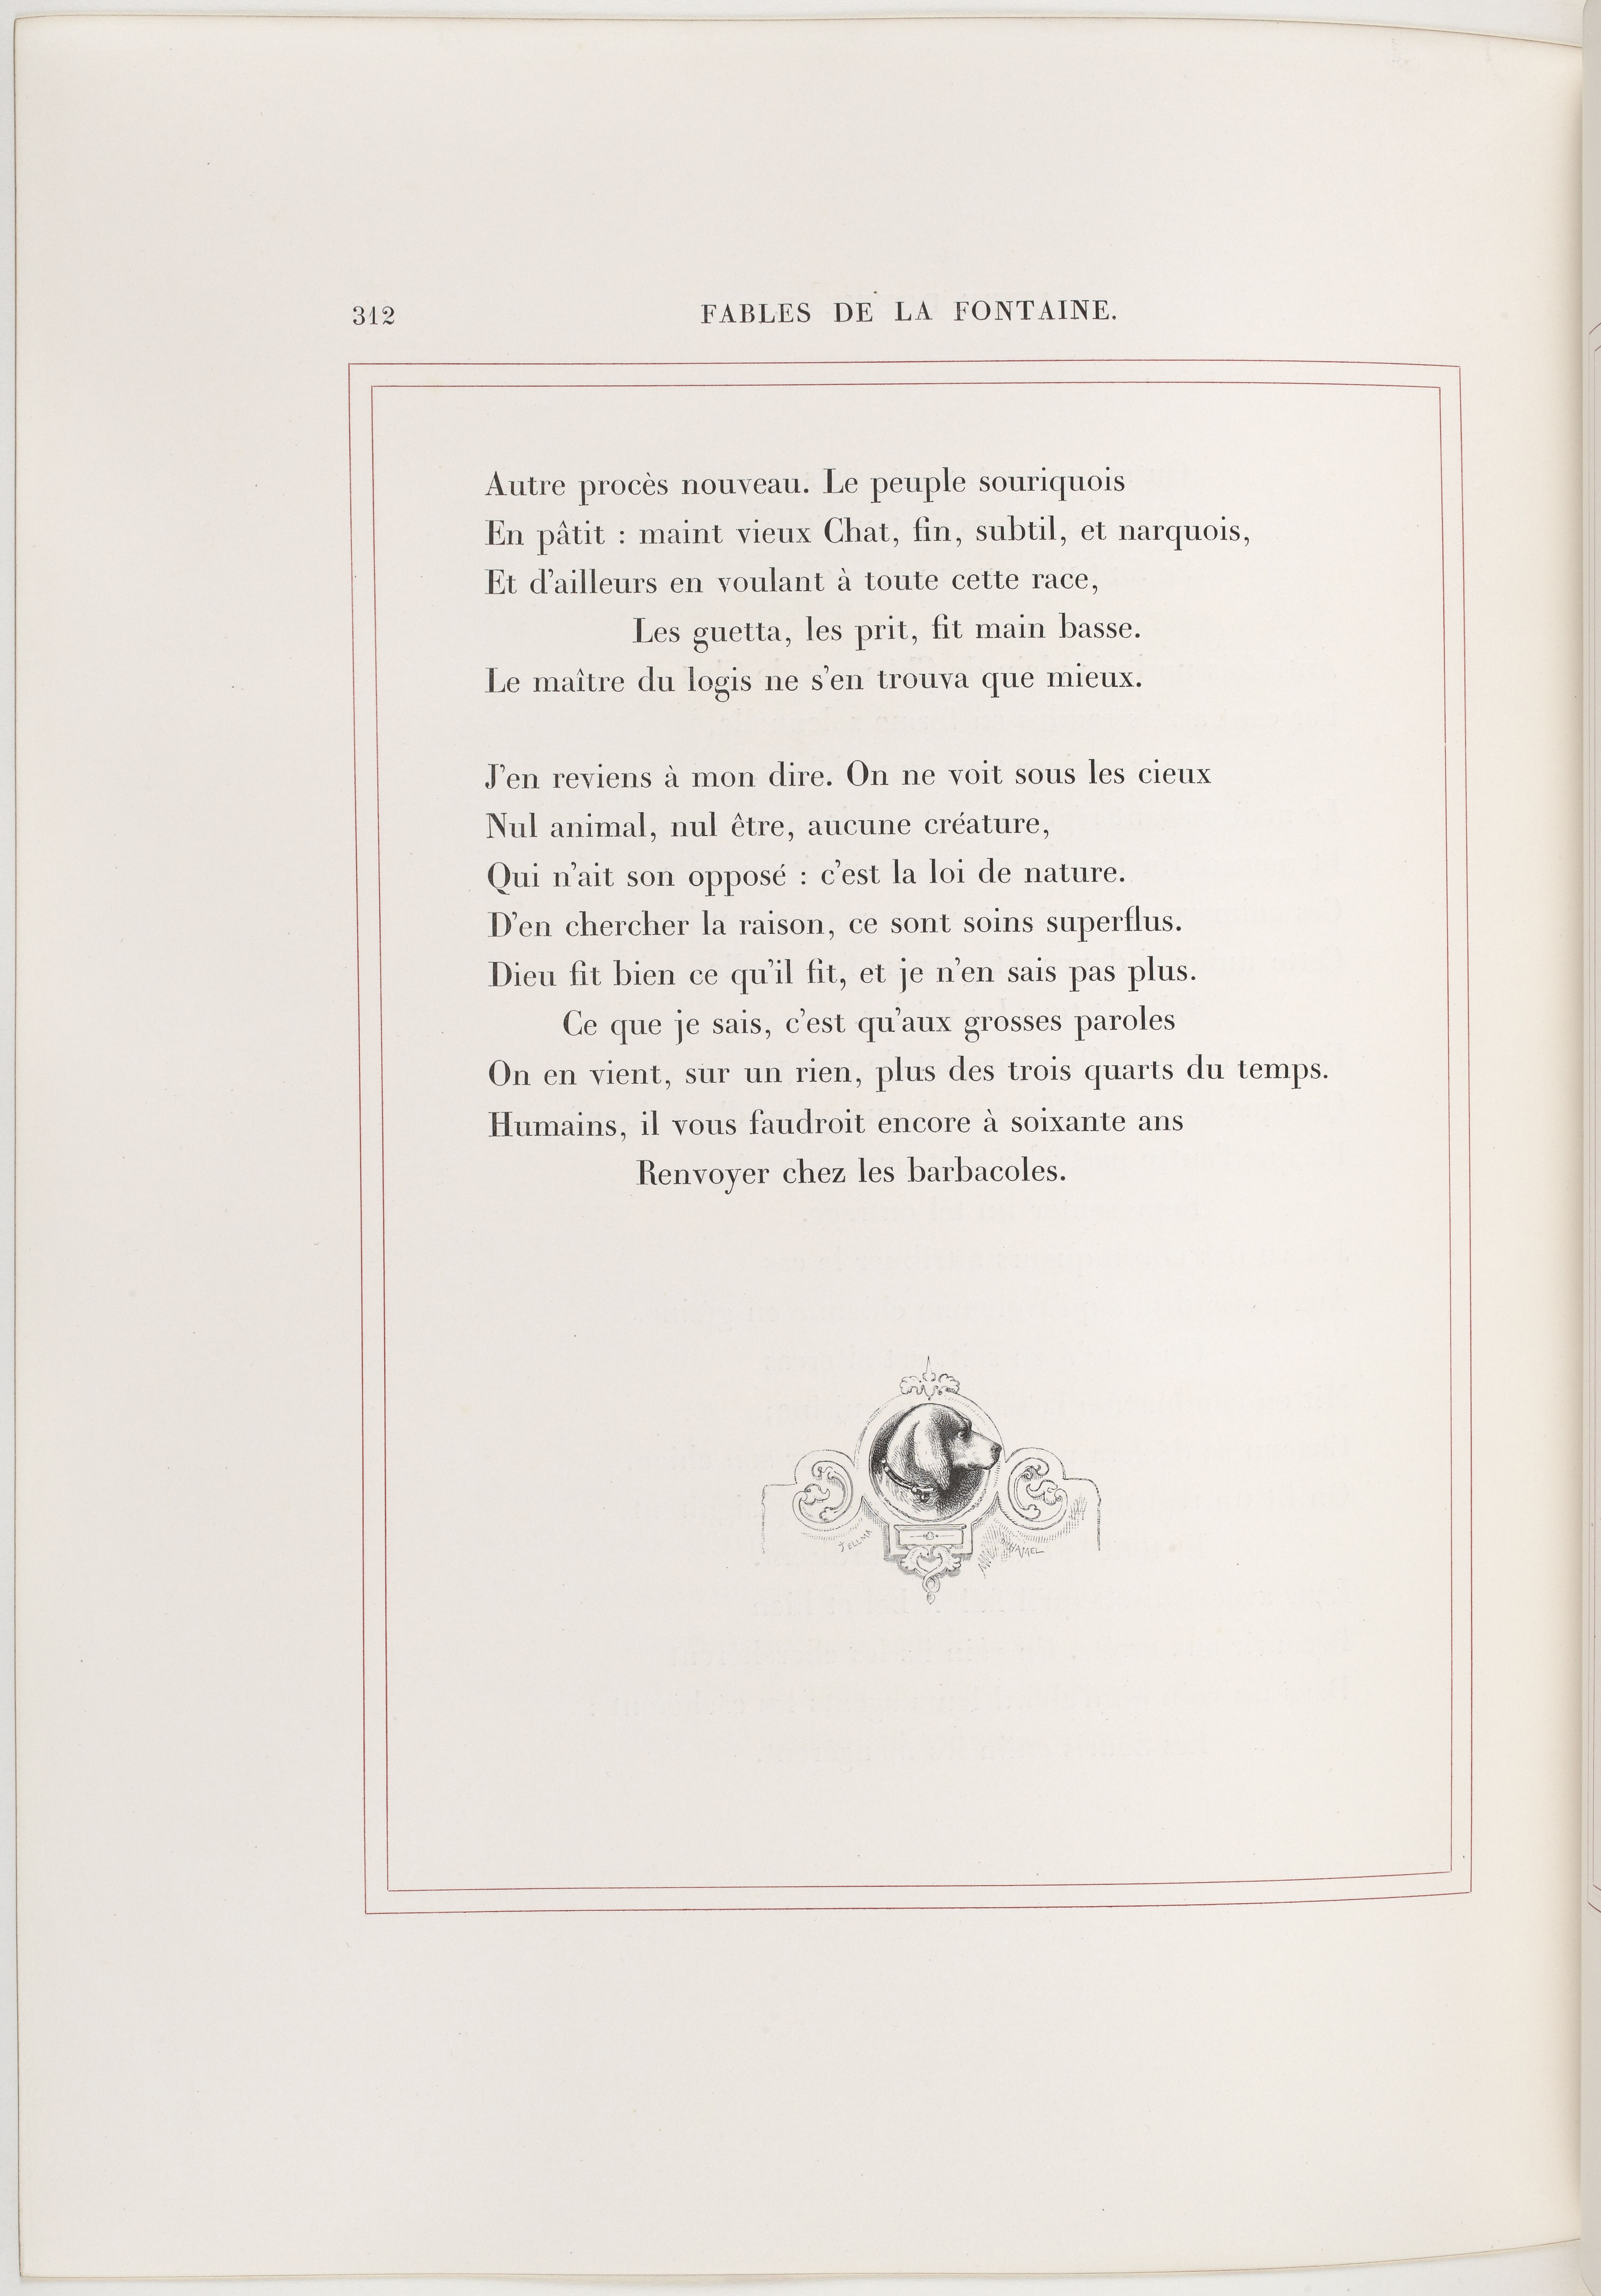 312
FABLES DE LA FONTAINE.
Autre procès nouveau. Le peuple souriquois
En pâtit : maint vieux Chat, fin, subtil, et narquois,
Et d'ailleurs en voulant à toute cette race,
Les guetta, les prit, fit main basse.
Le maître du logis ne s'en trouva que mieux.
J'en reviens à mon dire. On ne voit sous les cieux
Nul animal, nul être, aucune créature,
Qui n'ait son opposé : c'est la loi de nature.
D'en chercher la raison, ce sont soins superflus.
Dieu fit bien ce qu'il fit, et je n'en sais pas plus.
Ce que je sais, c'est qu'aux grosses paroles
On en vient, sur un rien, plus des trois quarts du temps.
Humains, il vous faudroit encore à soixante ans
Renvoyer chez les barbacoles.